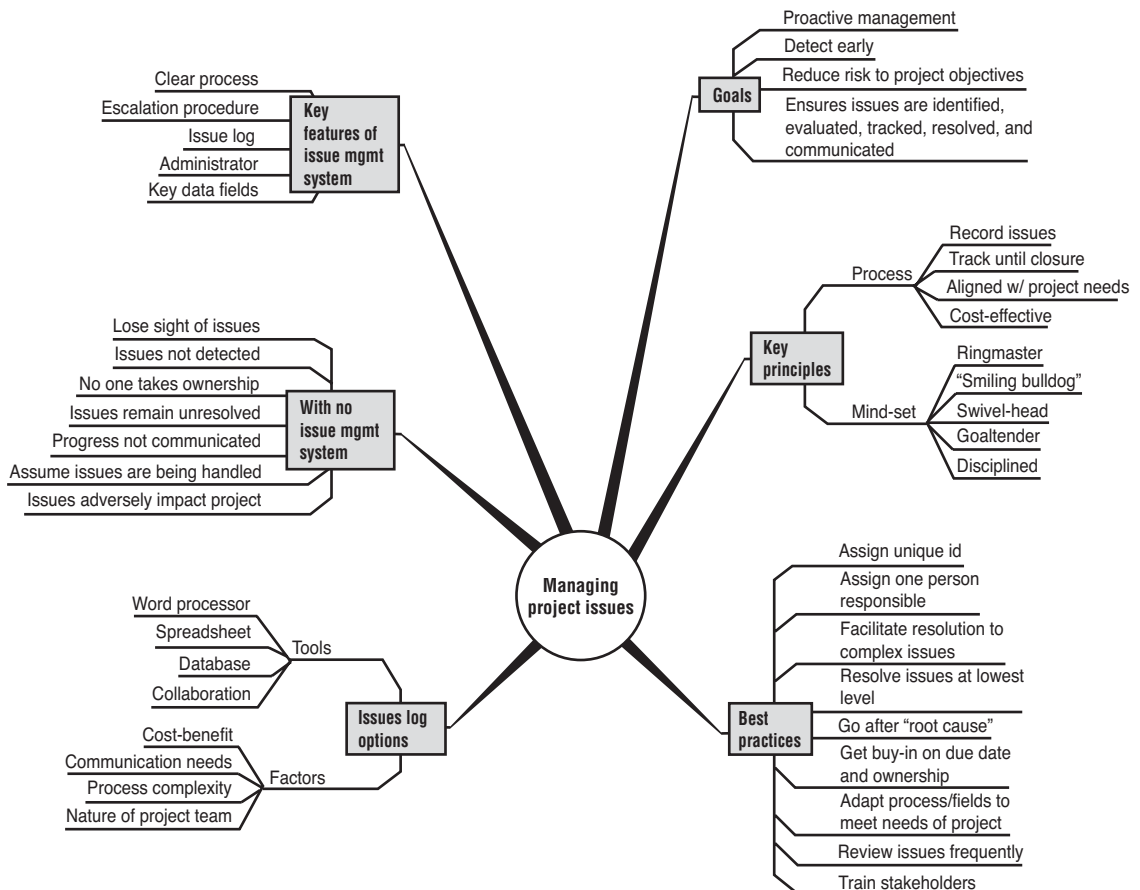 Proactive management
Detect early
Reduce risk to project objectives
Ensures issues are identified,
evaluated, tracked, resolved, and
communicated
Goals
Clear process
Escalation procedure
Issue log
Administrator
Key data fields
Key
features of
issue mgmt
system
Record issues
Track until closure
Aligned w/ project needs
Cost-effective
Process
Key
principles
Ringmaster
“Smiling bulldog”
Swivel-head
Goaltender
Disciplined
Mind-set
Lose sight of issues
Issues not detected
No one takes ownership
Issues remain unresolved
Progress not communicated
Assume issues are being handled
Issues adversely impact project
With no
issue mgmt
system
Managing
project issues
Word processor
Spreadsheet
Database
Collaboration
Tools
Issues log
options
Cost-benefit
Communication needs
Process complexity
Nature of project team
Factors
Assign unique id
Assign one person
responsible
Facilitate resolution to
complex issues
Resolve issues at lowest
level
Go after “root cause”
Get buy-in on due date
and ownership
Adapt process/fields to
meet needs of project
Review issues frequently
Train stakeholders
Best
practices